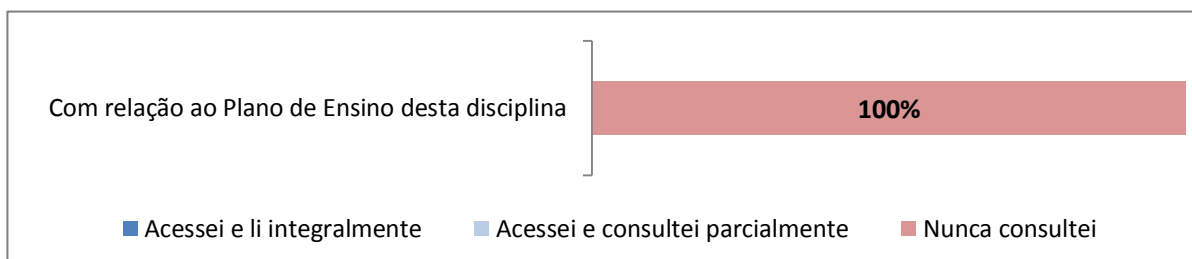 Com relação ao Plano de Ensino desta disciplina
100%
Acessei e li integralmente
Acessei e consultei parcialmente
Nunca consultei